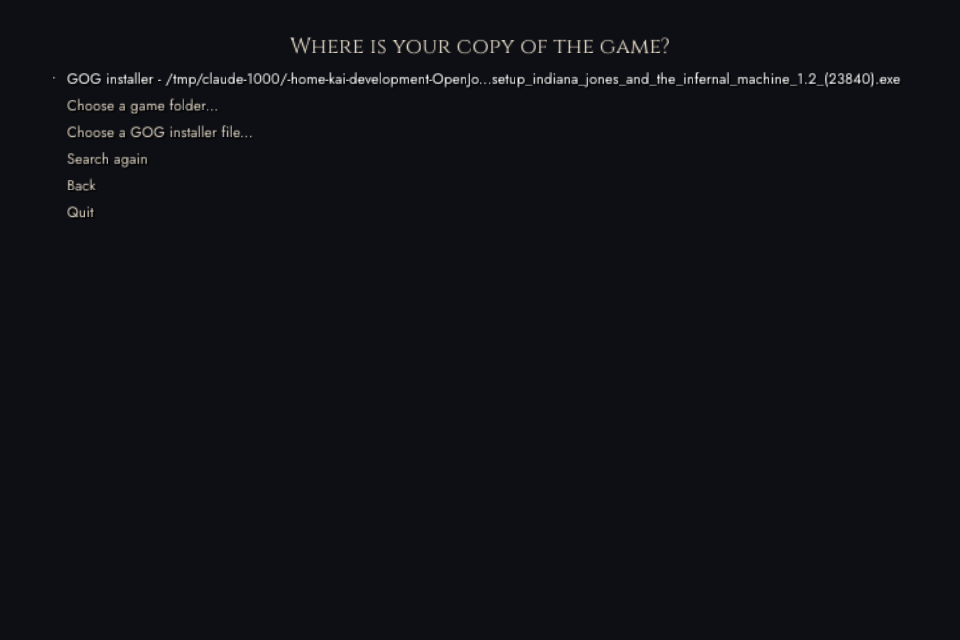 Where is your copy of the game?
· GOG installer - /tmp/claude-1000/-home-kai-development-OpenJo...setup_indiana_jones_and_the_infernal_machine_1.2_(23840).exe
Choose a game folder...
Choose a GOG installer file...
Search again
Back
Quit